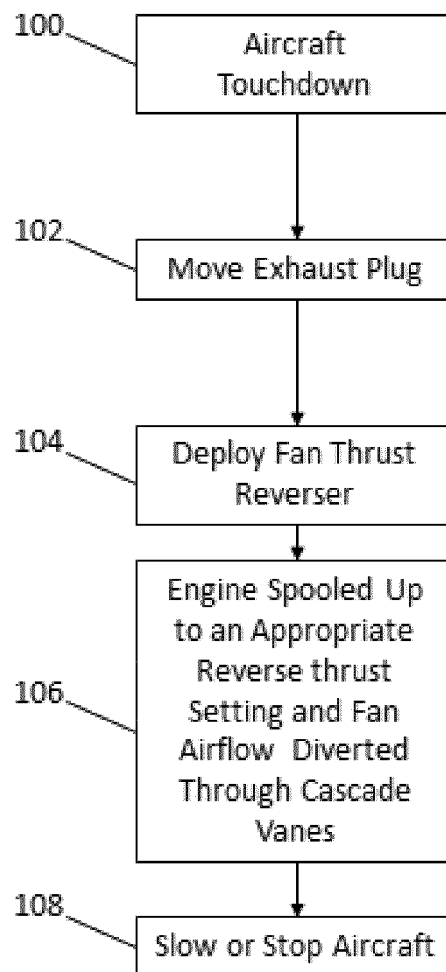 100
Aircraft
Touchdown
102
Move Exhaust Plug
104
Deploy Fan Thrust
Reverser
106
Engine Spooled Up
to an Appropriate
Reverse thrust
Setting and Fan
Airflow Diverted
Through Cascade
Vanes
108
Slow or Stop Aircraft